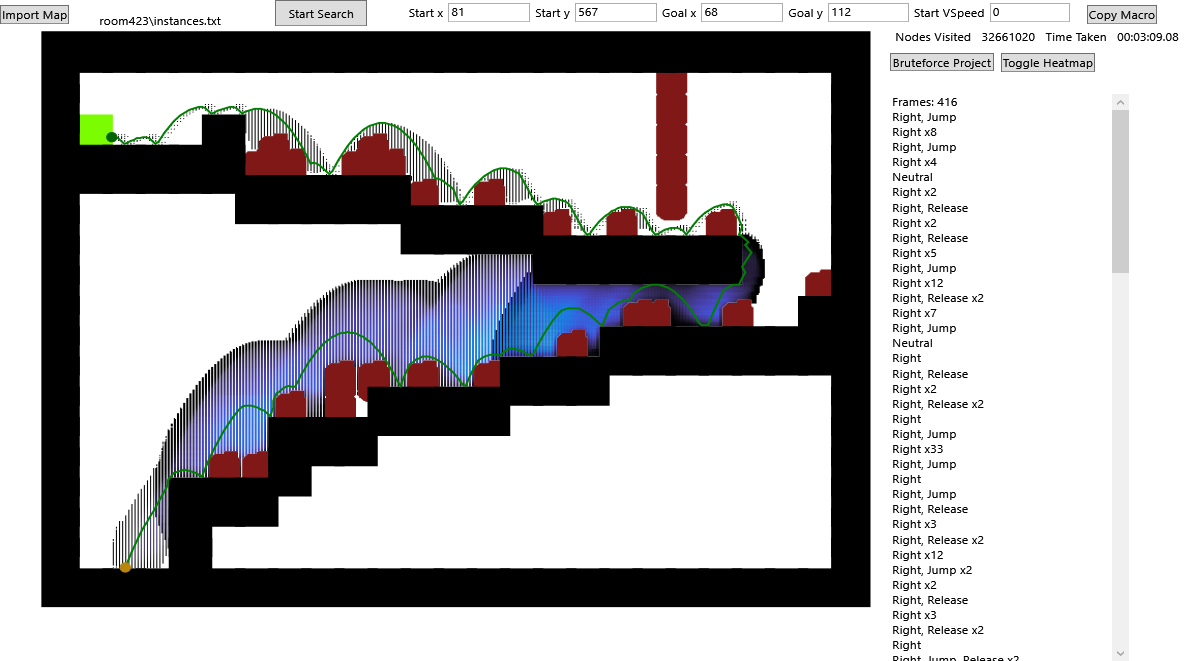 Import Map
room423\instances.txt
Start Search
Start x 81 Start y 567 Goal x 68 Goal y 112 Start VSpeed 0
Copy Macro
Nodes Visited 32661020 Time Taken 00:03:09.08
Bruteforce Project Toggle Heatmap
Frames: 416
Right, Jump
Right x8
Right, Jump
Right x4
Neutral
Right x2
Right, Release
Right x2
Right, Release
Right x5
Right, Jump
Right x12
Right, Release x2
Right x7
Right, Jump
Neutral
Right
Right, Release
Right x2
Right, Release x2
Right
Right, Jump
Right x33
Right, Jump
Right
Right, Jump
Right, Release
Right x3
Right, Release x2
Right x12
Right, Jump x2
Right x2
Right, Release
Right x3
Right, Release x2
Right
Right, Jump, Release x2